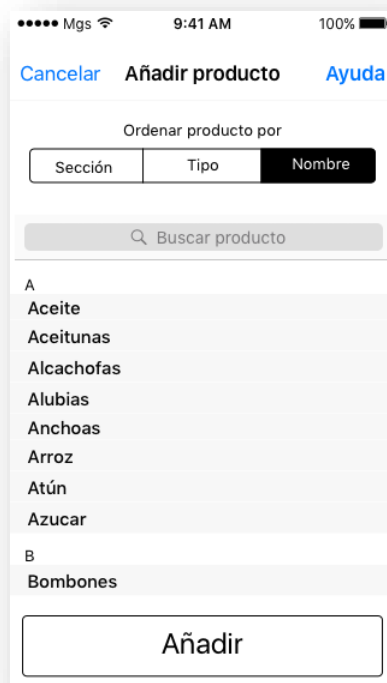 Mgs 9:41 AM 100%
Cancelar Añadir producto Ayuda
Ordenar producto por
Sección Tipo Nombre
Buscar producto
A
Aceite
Aceitunas
Alcachofas
Alubias
Anchoas
Arroz
Atún
Azucar
B
Bombones
Añadir